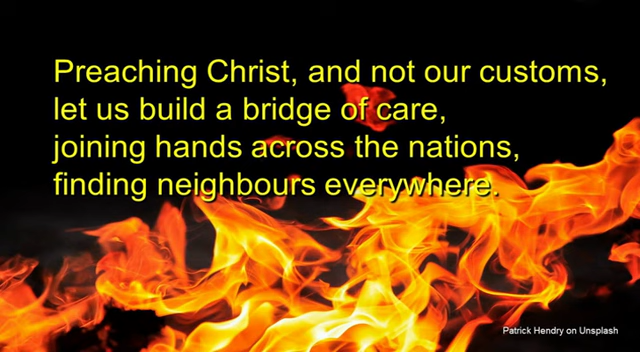 Preaching Christ, and not our customs,
let us build a bridge of care,
joining hands across the nations,
finding neighbours everywhere.
Patrick Hendry on Unsplash